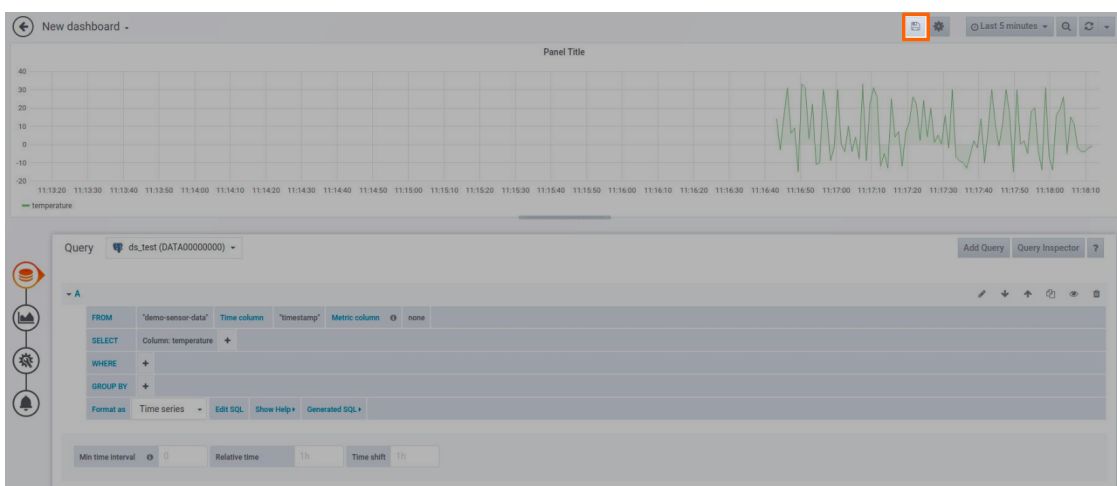 New dashboard
Last 5 minutes
Panel Title
40
30
20
10
0
-10
-20
11:13:20 11:13:30 11:13:40 11:13:50 11:14:00 11:14:10 11:14:20 11:14:30 11:14:40 11:14:50 11:15:00 11:15:10 11:15:20 11:15:30 11:15:40 11:15:50 11:16:00 11:16:10 11:16:20 11:16:30 11:16:40 11:16:50 11:17:00 11:17:10 11:17:20 11:17:30 11:17:40 11:17:50 11:18:00 11:18:10
temperature
Query ds_test (DATA00000000) Add Query Query Inspector ?
A
FROM "demo-sensor-data" Time column "timestamp" Metric column none
SELECT Column: temperature +
WHERE +
GROUP BY +
Format as Time series Edit SQL Show Help Generated SQL
Min time interval 0 Relative time 1h Time shift 1h